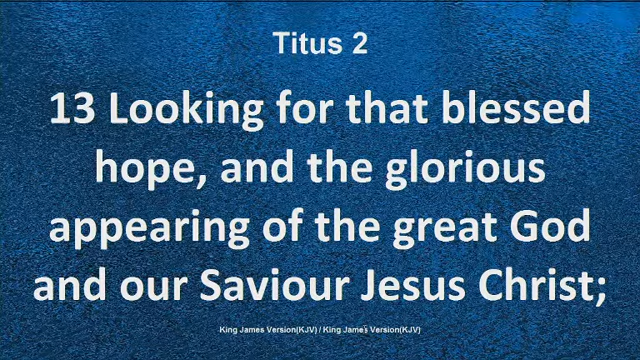 Titus 2
13 Looking for that blessed
hope, and the glorious
appearing of the great God
and our Saviour Jesus Christ;
King James Version(KJV) / King James Version(KJV)